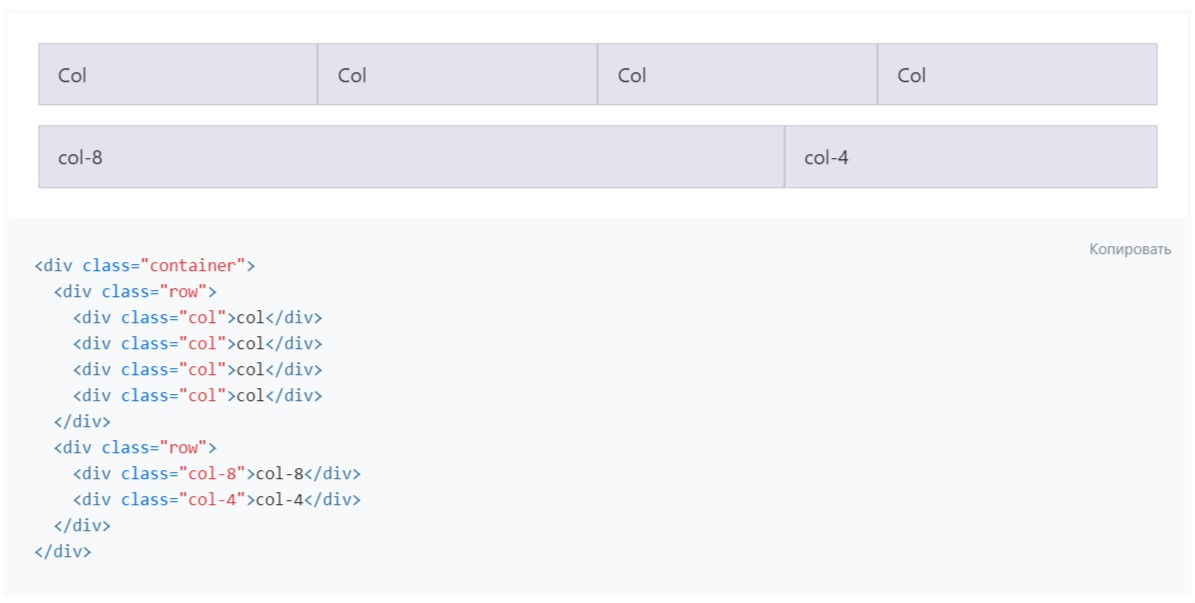 Col Col Col Col
col-8 col-4
Копировать
<div class="container">
  <div class="row">
    <div class="col">col</div>
    <div class="col">col</div>
    <div class="col">col</div>
    <div class="col">col</div>
  </div>
  <div class="row">
    <div class="col-8">col-8</div>
    <div class="col-4">col-4</div>
  </div>
</div>